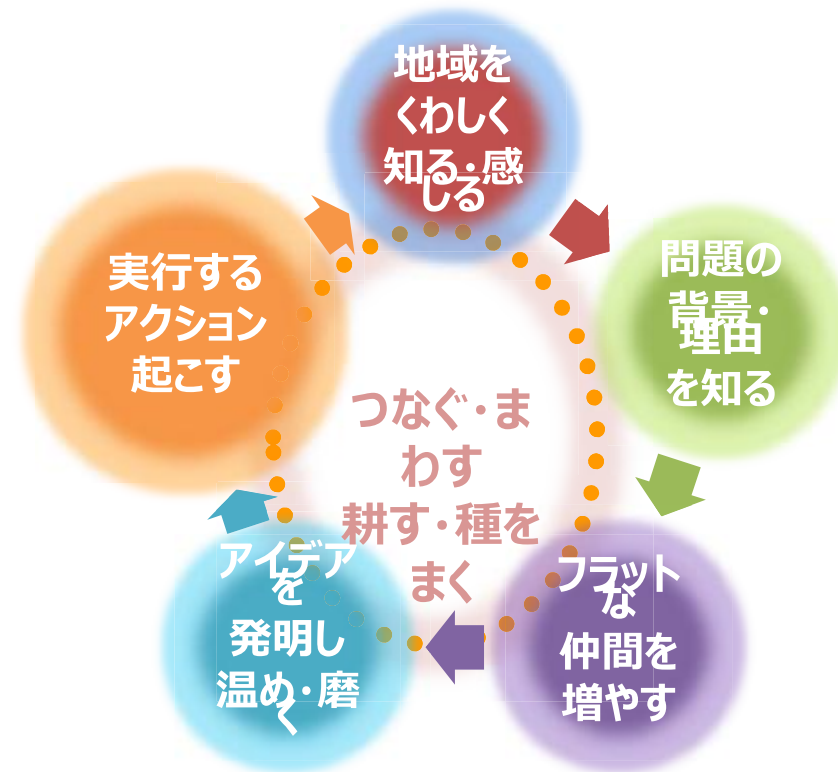 地域を
くわしく
知る・感
じる
問題の
背景・
理由
を知る
フラット
な
仲間を
増やす
アイデア
を
発明し
温め・磨
く
実行する
アクション
起こす
つなぐ・ま
わす
耕す・種を
まく